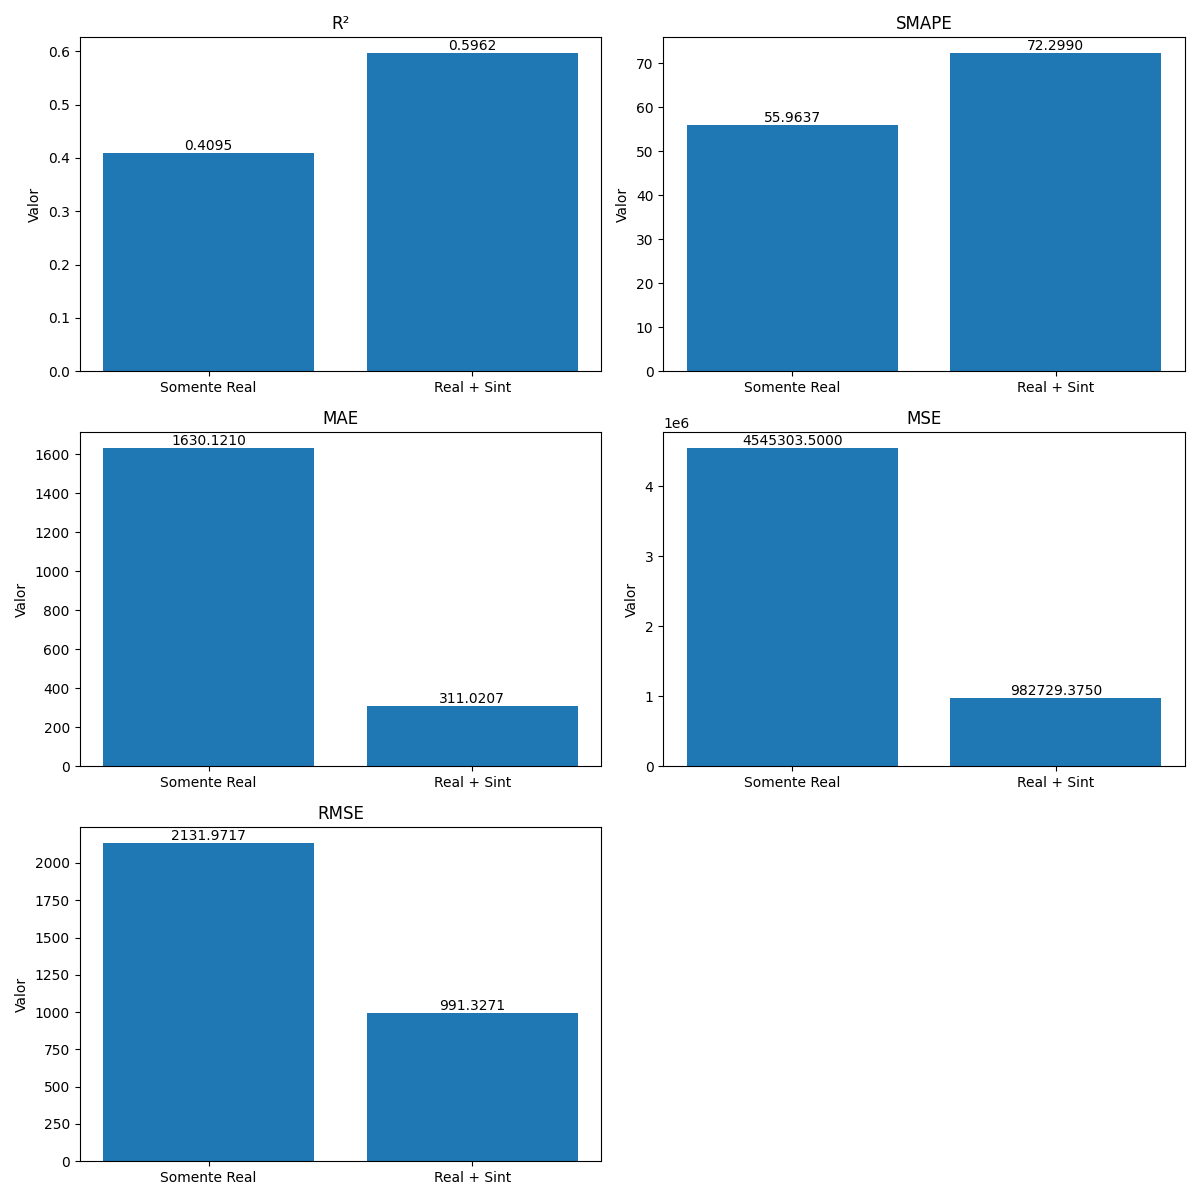 R²
0.4095
0.5962
Valor
0.6
0.5
0.4
0.3
0.2
0.1
0.0
Somente Real
Real + Sint
SMAPE
55.9637
72.2990
Valor
70
60
50
40
30
20
10
0
Somente Real
Real + Sint
MAE
1630.1210
311.0207
Valor
1600
1400
1200
1000
800
600
400
200
0
Somente Real
Real + Sint
MSE
1e6
4545303.5000
982729.3750
Valor
4
3
2
1
0
Somente Real
Real + Sint
RMSE
2131.9717
991.3271
Valor
2000
1750
1500
1250
1000
750
500
250
0
Somente Real
Real + Sint